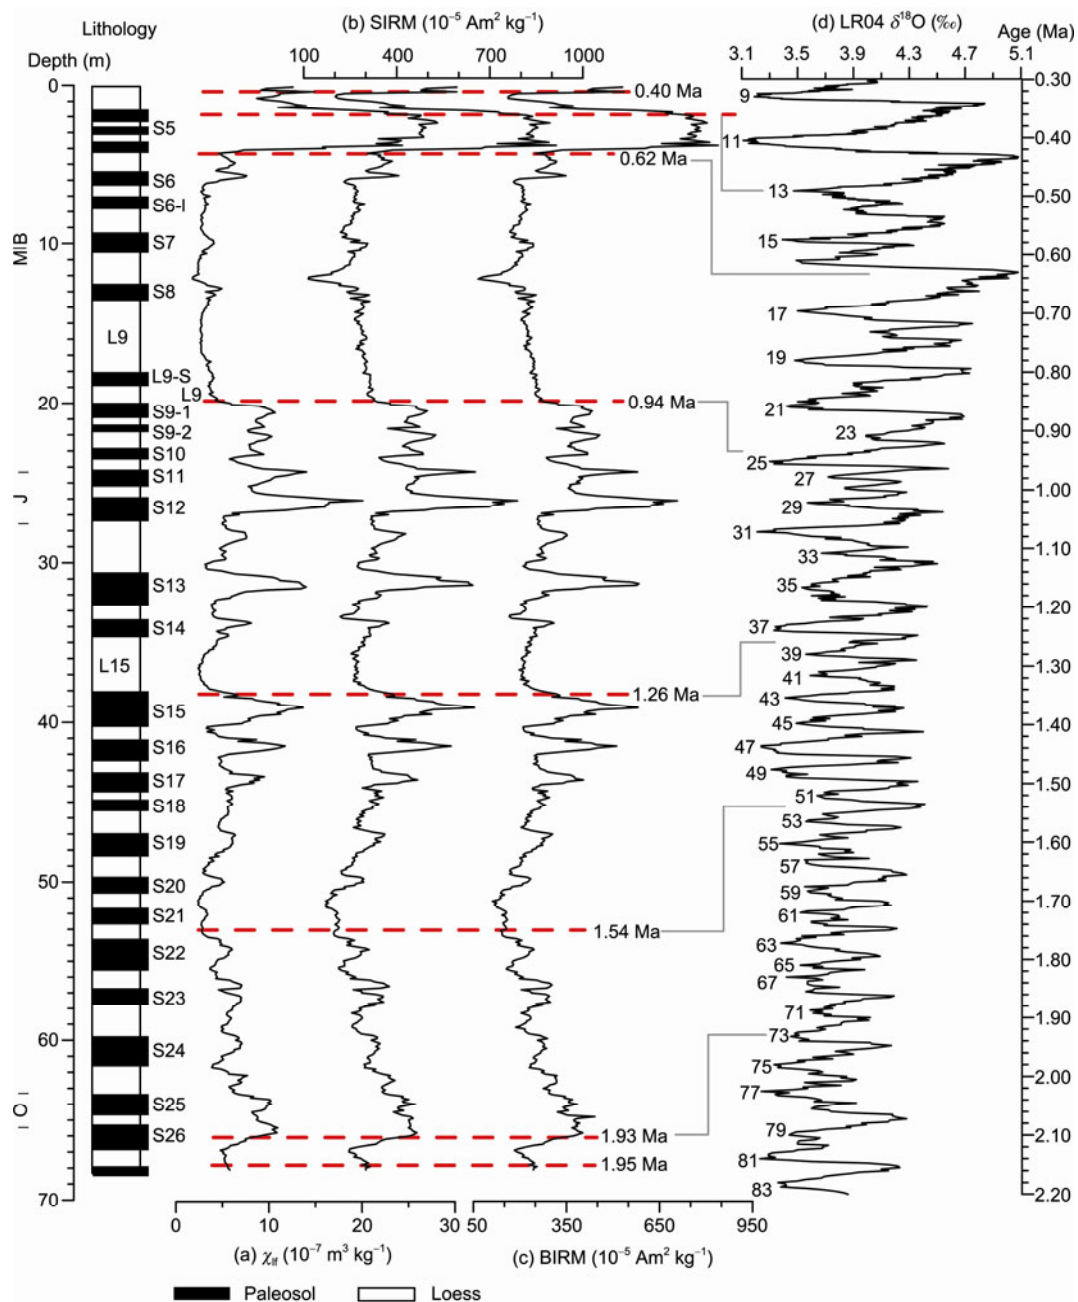 (b) SIRM (10⁻⁵ Am² kg⁻¹)
(d) LR04 δ¹⁸O (‰)
Lithology
Age (Ma)
Depth (m)
100 400 700 1000
3.1 3.5 3.9 4.3 4.7 5.1
0
10
20
30
40
50
60
70
M B
J
O
S5
S6
S6-I
S7
S8
L9
L9-S
L9
S9-1
S9-2
S10
S11
S12
S13
S14
L15
S15
S16
S17
S18
S19
S20
S21
S22
S23
S24
S25
S26
0.40 Ma
0.62 Ma
0.94 Ma
1.26 Ma
1.54 Ma
1.93 Ma
1.95 Ma
9
11
13
15
17
19
21
23
25
27
29
31
33
35
37
39
41
43
45
47
49
51
53
55
57
59
61
63
65
67
71
73
75
77
79
81
83
0.30
0.40
0.50
0.60
0.70
0.80
0.90
1.00
1.10
1.20
1.30
1.40
1.50
1.60
1.70
1.80
1.90
2.00
2.10
2.20
0 10 20 30
50 350 650 950
(a) χlf (10⁻⁷ m³ kg⁻¹)
(c) BIRM (10⁻⁵ Am² kg⁻¹)
Paleosol
Loess